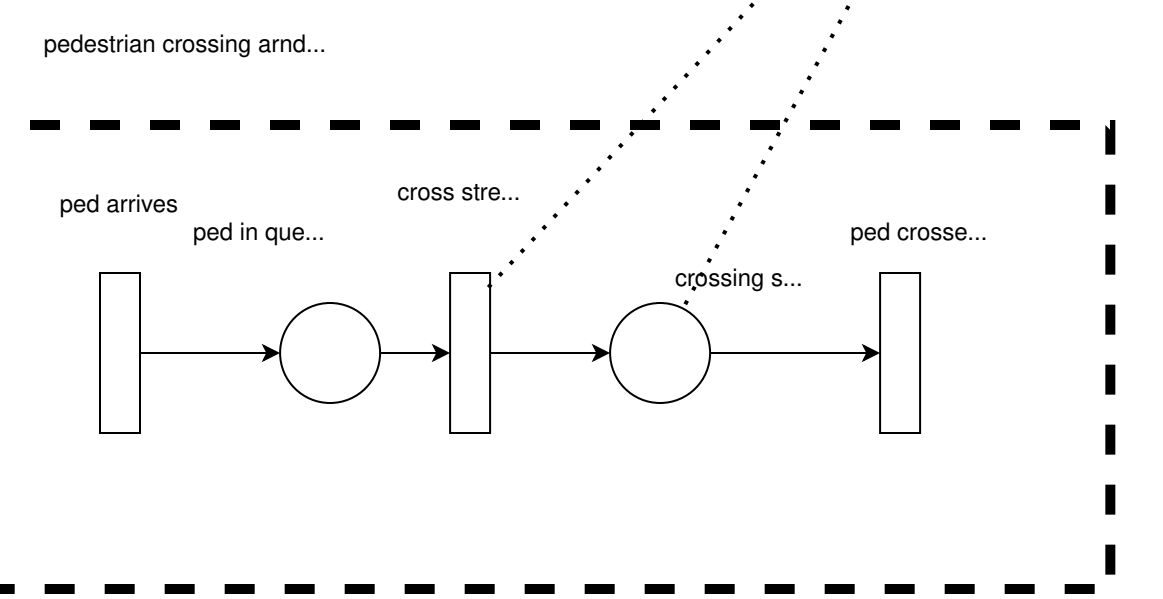 pedestrian crossing arnd...
ped arrives
ped in que...
cross stre...
crossing s...
ped crosse...